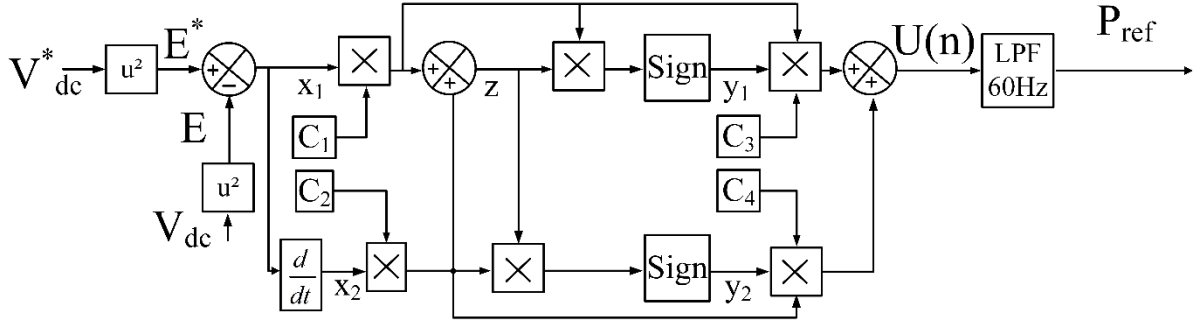 V*dc
u²
E*
+
−
E
u²
Vdc
x₁
×
C₁
C₂
d/dt
x₂
×
+
+
z
×
×
Sign
y₁
Sign
y₂
×
C₃
C₄
×
+
+
U(n)
LPF
60Hz
Pref